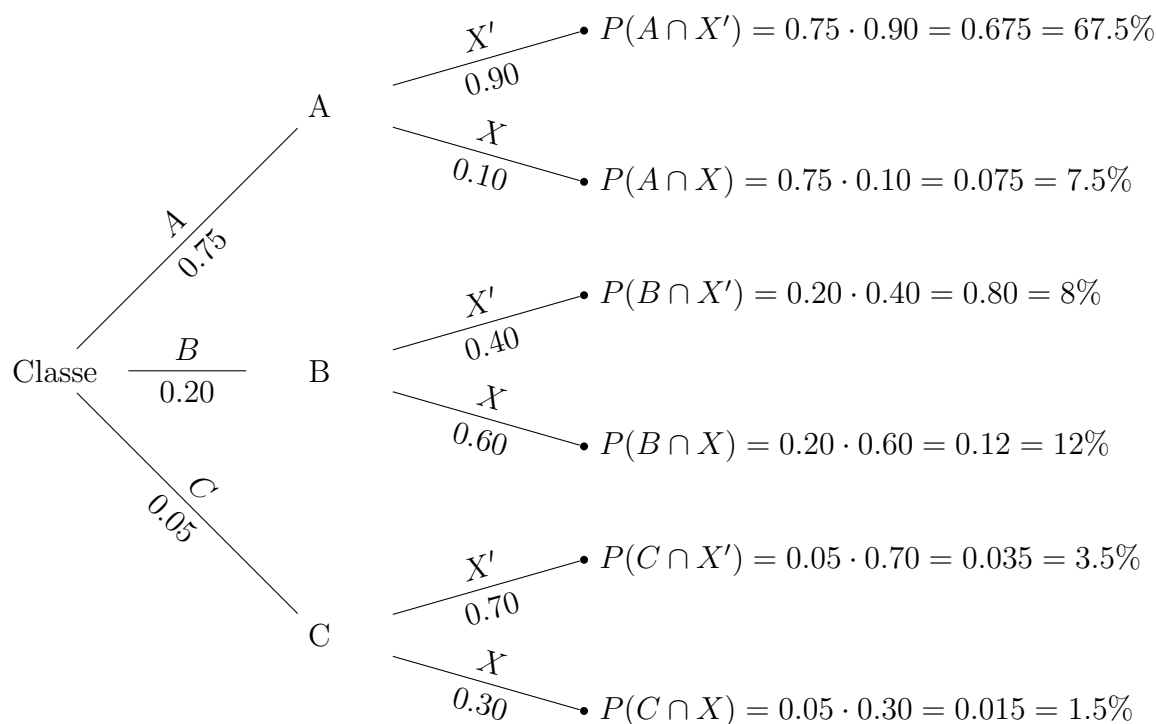 X′
0.90
P(A ∩ X′) = 0.75 · 0.90 = 0.675 = 67.5%
A
X
0.10
P(A ∩ X) = 0.75 · 0.10 = 0.075 = 7.5%
A
0.75
X′
0.40
P(B ∩ X′) = 0.20 · 0.40 = 0.80 = 8%
Classe
B
0.20
B
X
0.60
P(B ∩ X) = 0.20 · 0.60 = 0.12 = 12%
C
0.05
X′
0.70
P(C ∩ X′) = 0.05 · 0.70 = 0.035 = 3.5%
C
X
0.30
P(C ∩ X) = 0.05 · 0.30 = 0.015 = 1.5%